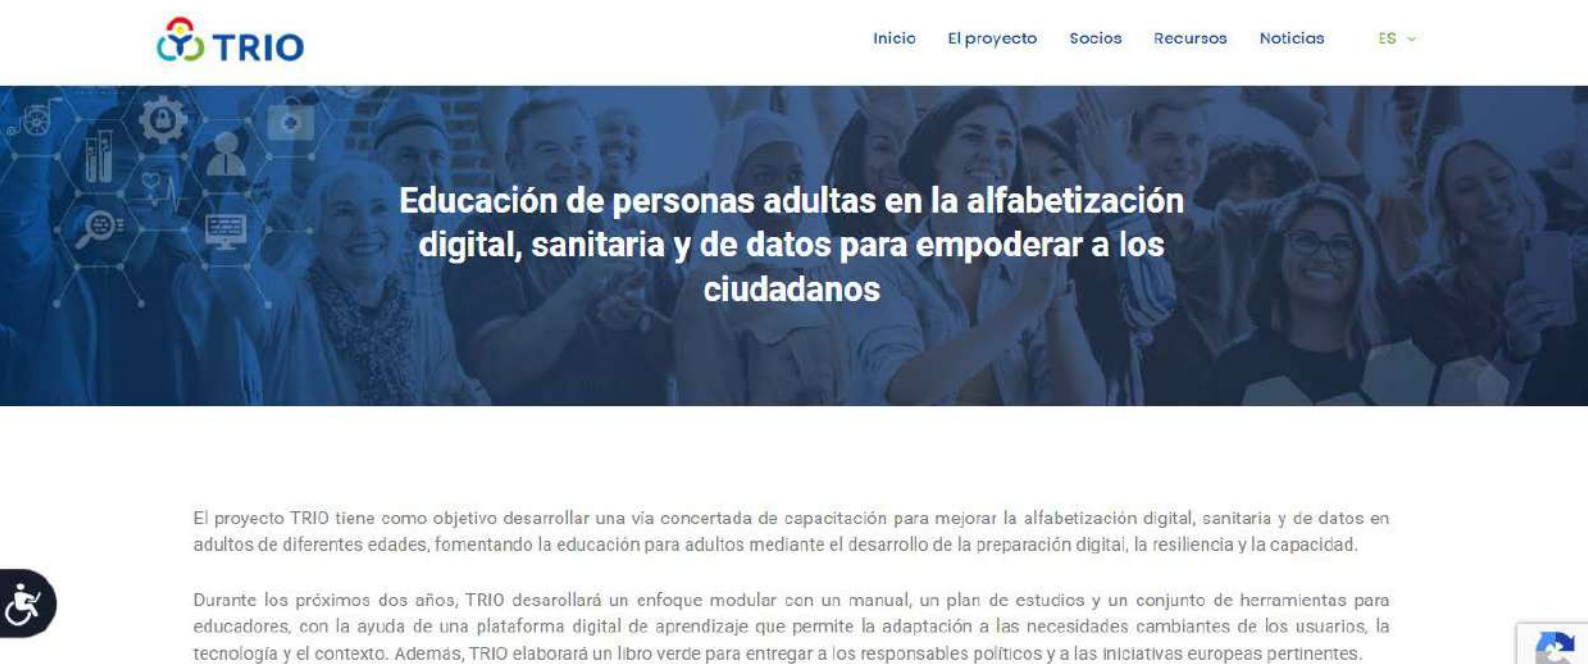 TRIO
Inicio El proyecto Socios Recursos Noticias ES
Educación de personas adultas en la alfabetización
digital, sanitaria y de datos para empoderar a los
ciudadanos
El proyecto TRIO tiene como objetivo desarrollar una vía concertada de capacitación para mejorar la alfabetización digital, sanitaria y de datos en
adultos de diferentes edades, fomentando la educación para adultos mediante el desarrollo de la preparación digital, la resiliencia y la capacidad.
Durante los próximos dos años, TRIO desarollará un enfoque modular con un manual, un plan de estudios y un conjunto de herramientas para
educadores, con la ayuda de una plataforma digital de aprendizaje que permite la adaptación a las necesidades cambiantes de los usuarios, la
tecnología y el contexto. Además, TRIO elaborará un libro verde para entregar a los responsables políticos y a las iniciativas europeas pertinentes.